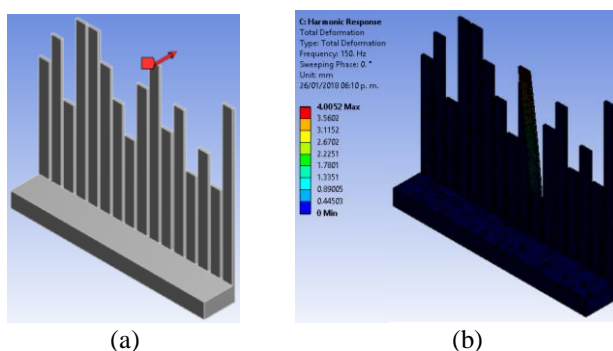 C: Harmonic Response
Total Deformation
Type: Total Deformation
Frequency: 150. Hz
Sweeping Phase: 0. °
Unit: mm
26/01/2018 06:10 p. m.
4.0052 Max
3.5602
3.1152
2.6702
2.2251
1.7801
1.3351
0.89005
0.44503
0 Min
(a)
(b)